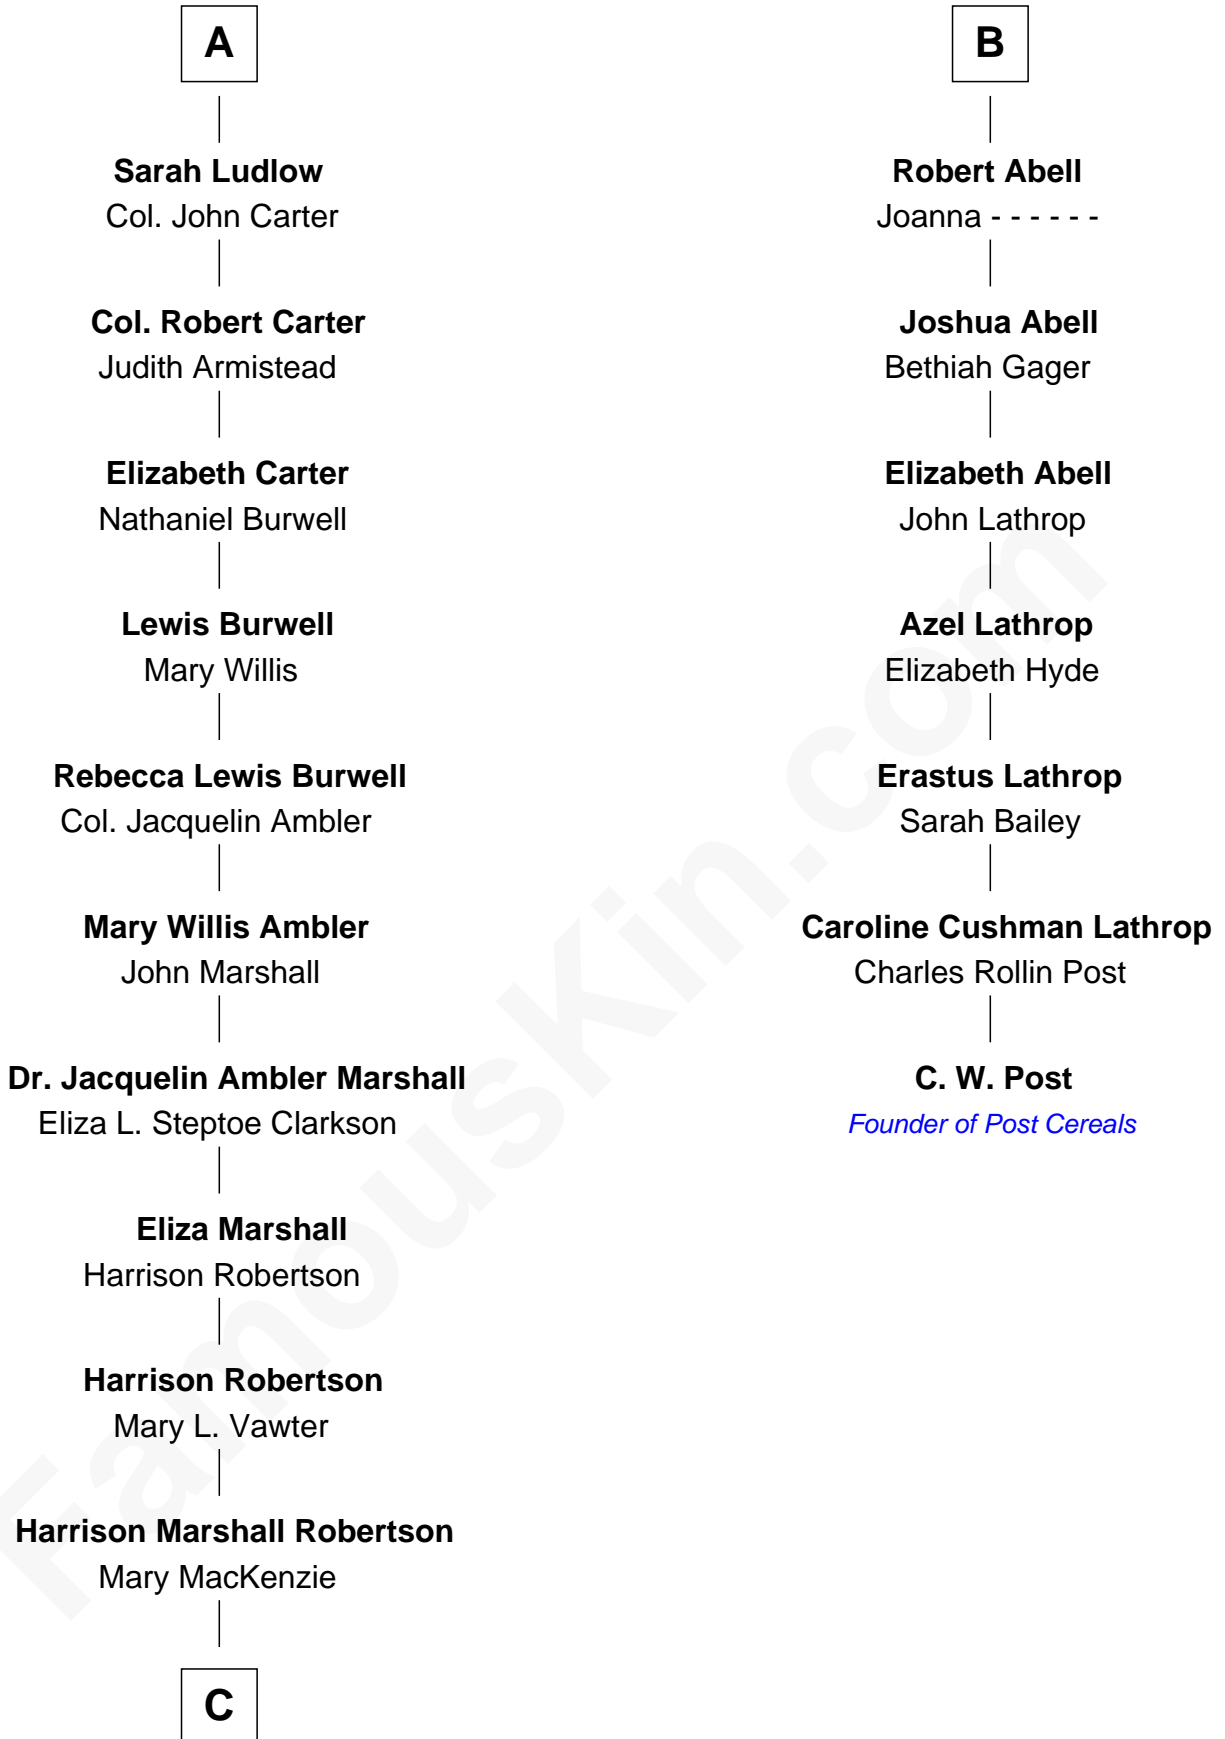 A
Sarah Ludlow
Col. John Carter
Col. Robert Carter
Judith Armistead
Elizabeth Carter
Nathaniel Burwell
Lewis Burwell
Mary Willis
Rebecca Lewis Burwell
Col. Jacquelin Ambler
Mary Willis Ambler
John Marshall
Dr. Jacquelin Ambler Marshall
Eliza L. Steptoe Clarkson
Eliza Marshall
Harrison Robertson
Harrison Robertson
Mary L. Vawter
Harrison Marshall Robertson
Mary MacKenzie
C
B
Robert Abell
Joanna - - - - - -
Joshua Abell
Bethiah Gager
Elizabeth Abell
John Lathrop
Azel Lathrop
Elizabeth Hyde
Erastus Lathrop
Sarah Bailey
Caroline Cushman Lathrop
Charles Rollin Post
C. W. Post
Founder of Post Cereals
FamousKin.com